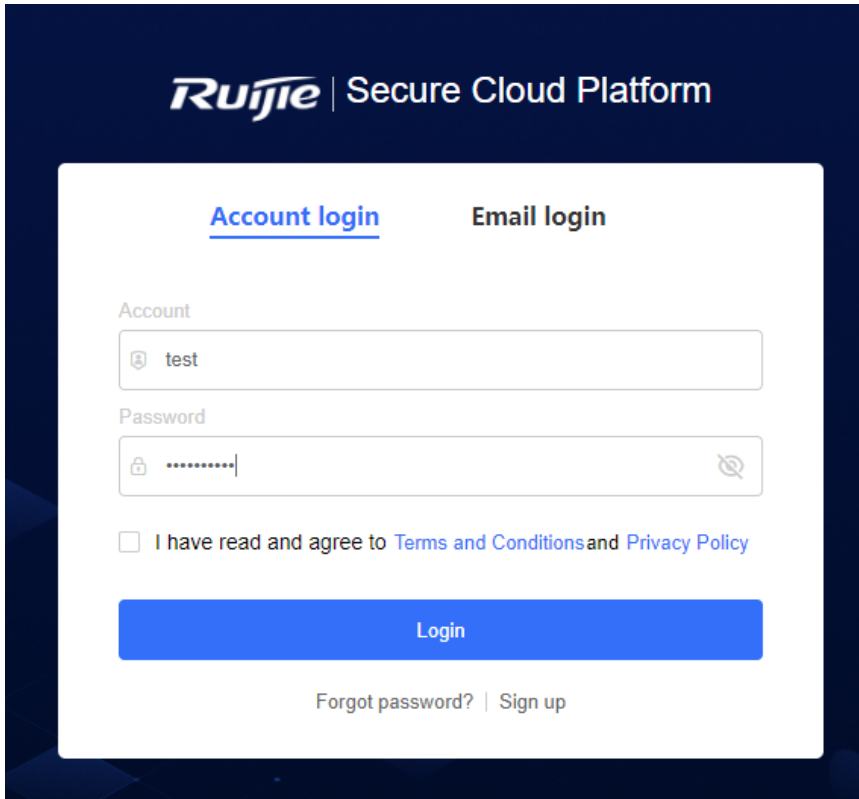 Ruijie | Secure Cloud Platform
Account login Email login
Account
test
Password
••••••••••
I have read and agree to Terms and Conditions and Privacy Policy
Login
Forgot password? | Sign up